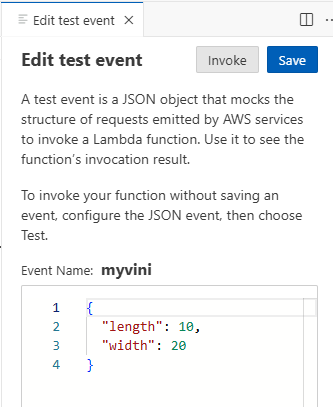 Edit test event
Edit test event Invoke Save
A test event is a JSON object that mocks the
structure of requests emitted by AWS services
to invoke a Lambda function. Use it to see the
function's invocation result.
To invoke your function without saving an
event, configure the JSON event, then choose
Test.
Event Name: myvini
1 {
2 "length": 10,
3 "width": 20
4 }